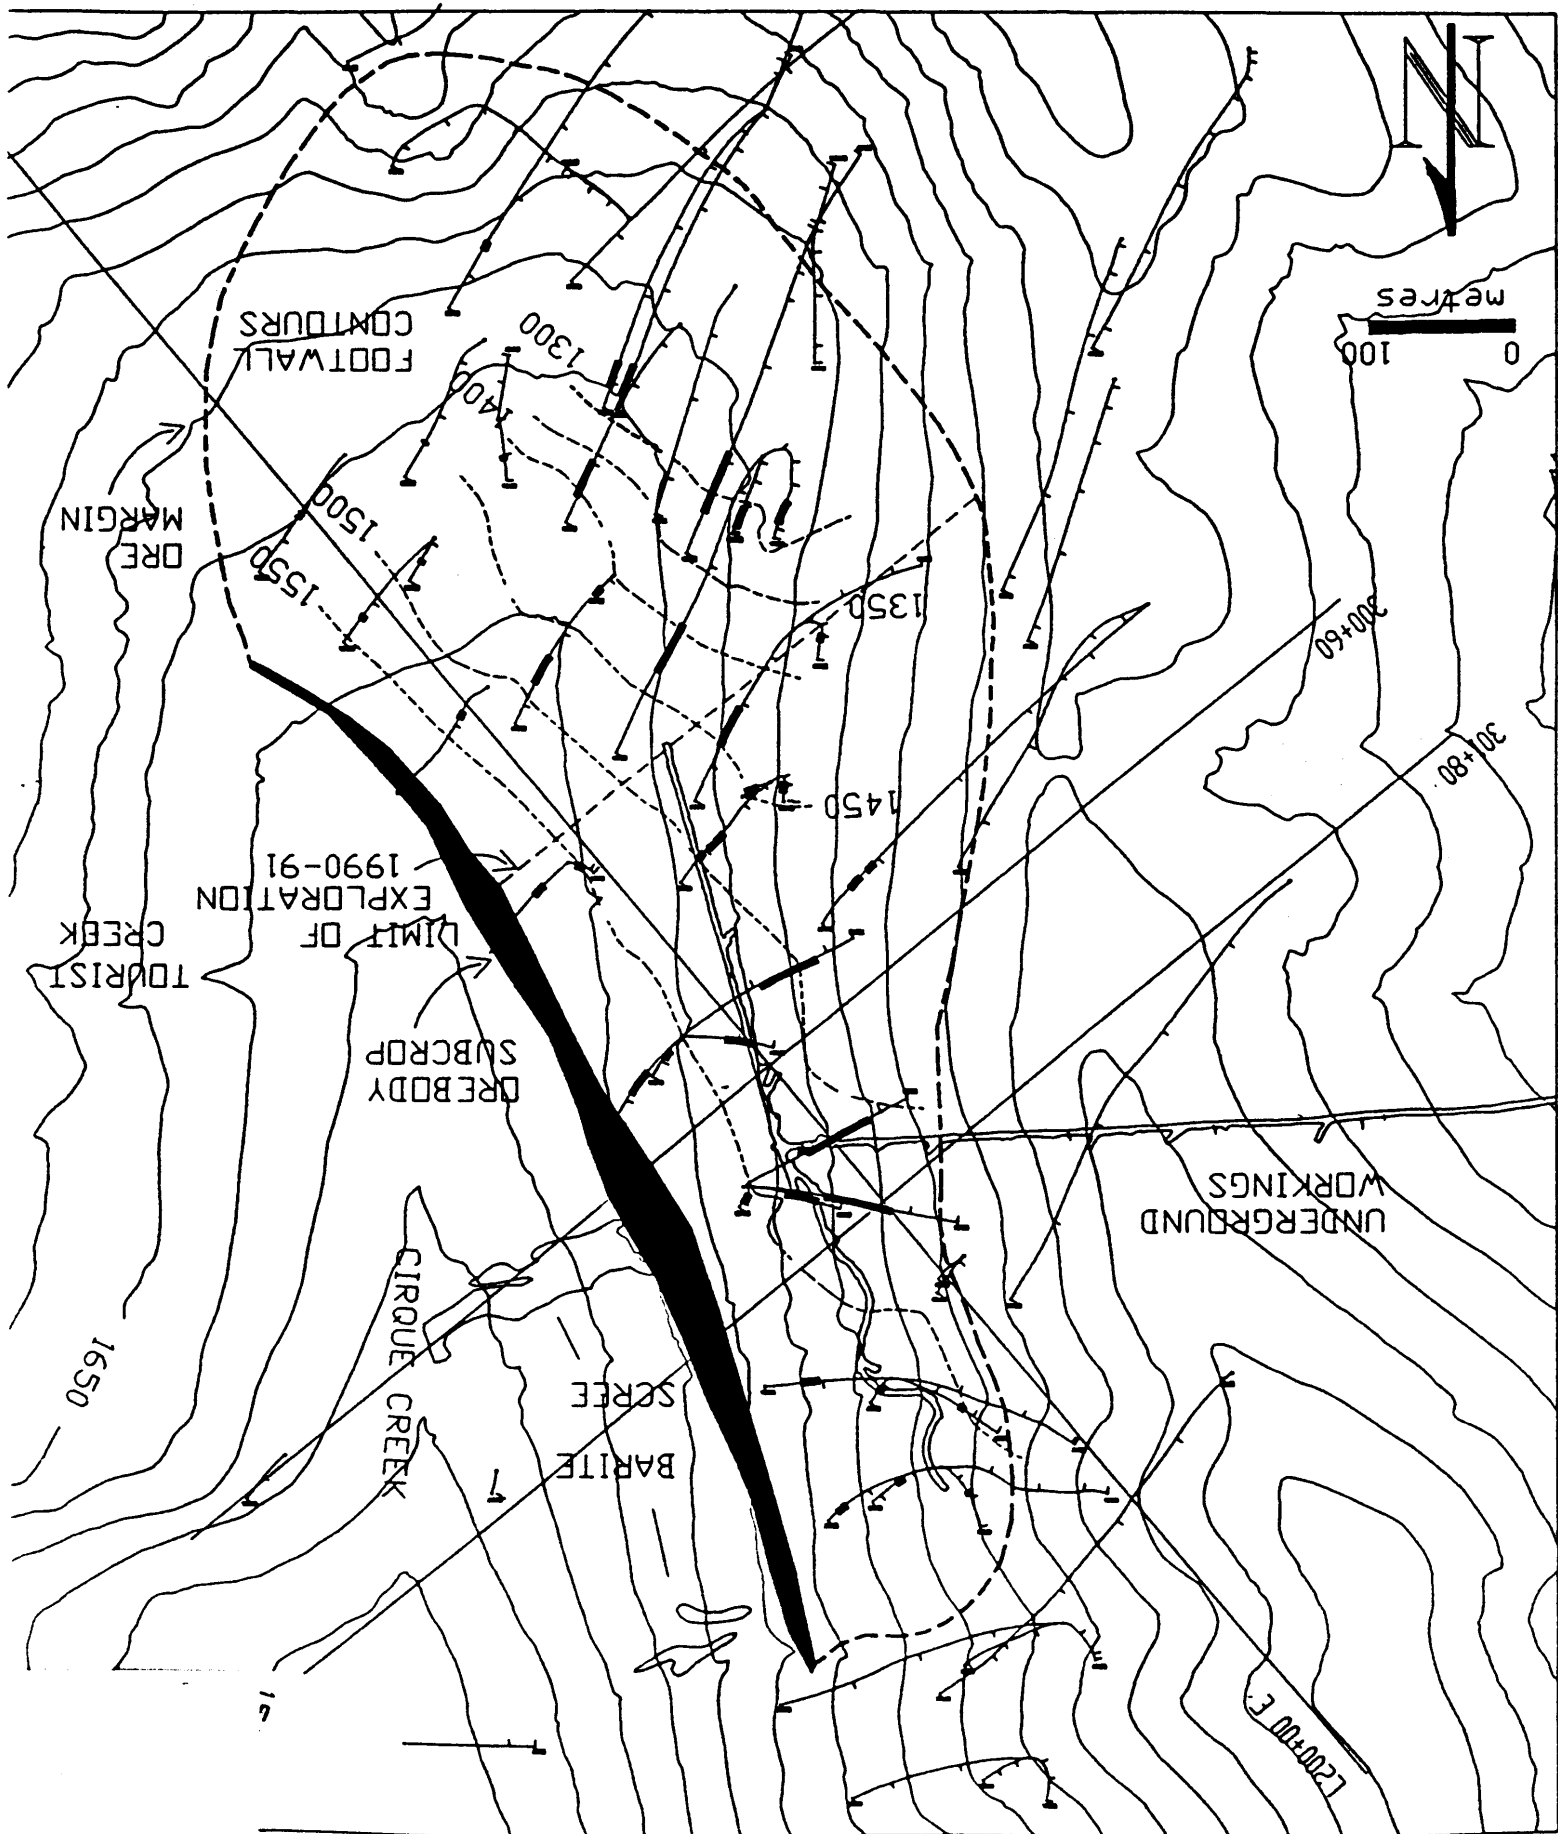 L200+00 E
BARITE
SCREE
CIRQUE CREEK
1650
UNDERGROUND
WORKINGS
OREBODY
SUBCROP
TOURIST
CREEK
LIMIT OF
EXPLORATION
1990-91
1450
301+80
300+60
1350
1550
1500
ORE
MARGIN
1400
1300
FOOTWALL
CONTOURS
0 100
metres
N